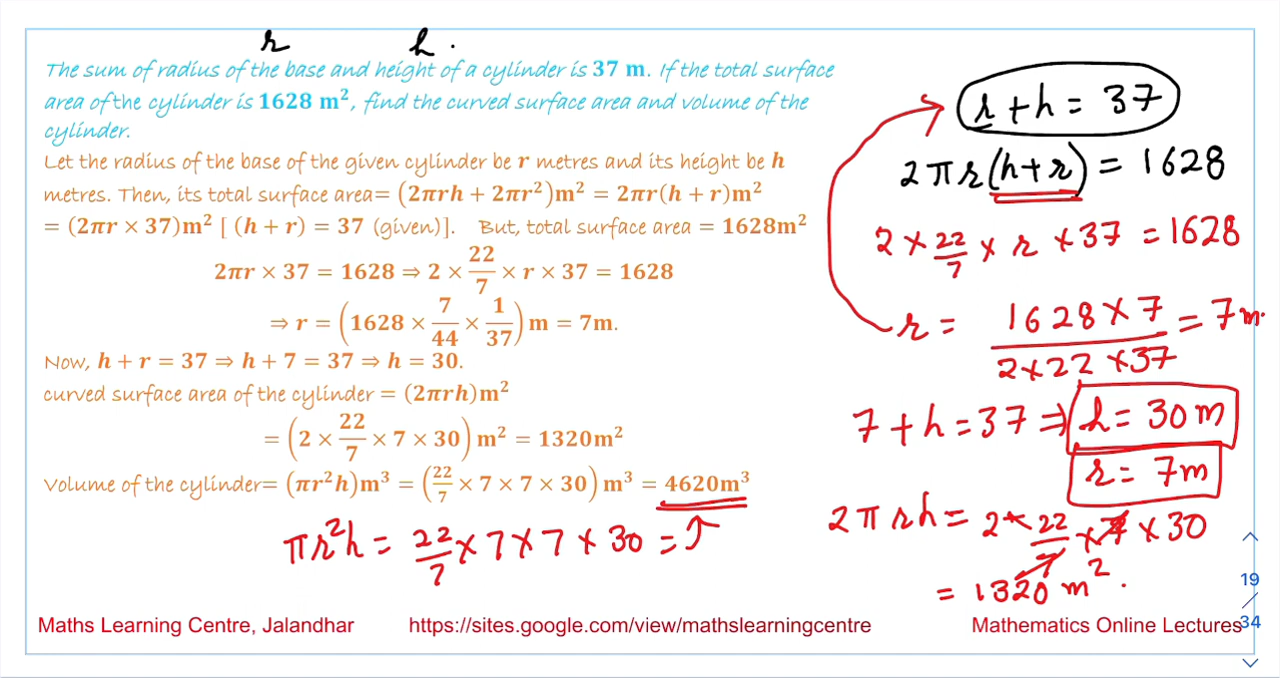 r h.
The sum of radius of the base and height of a cylinder is 37 m. If the total surface
area of the cylinder is 1628 m², find the curved surface area and volume of the
cylinder.
Let the radius of the base of the given cylinder be r metres and its height be h
metres. Then, its total surface area= (2πrh + 2πr²)m² = 2πr(h + r)m²
= (2πr × 37)m² [ (h + r) = 37 (given)]. But, total surface area = 1628m²
2πr × 37 = 1628 ⇒ 2 × 22/7 × r × 37 = 1628
⇒ r = (1628 × 7/44 × 1/37) m = 7m.
Now, h + r = 37 ⇒ h + 7 = 37 ⇒ h = 30.
curved surface area of the cylinder = (2πrh)m²
= (2 × 22/7 × 7 × 30) m² = 1320m²
Volume of the cylinder= (πr²h)m³ = (22/7 × 7 × 7 × 30) m³ = 4620m³
πr²h = 22/7 × 7 × 7 × 30 = ↑
r + h = 37
2πr(h+r) = 1628
2 × 22/7 × r × 37 = 1628
r = 1628 × 7 / 2×22×37 = 7m.
7 + h = 37 ⇒ h = 30 m
r = 7m
2πrh = 2 × 22/7 × 7 × 30
= 1320 m².
19
/
34
Maths Learning Centre, Jalandhar https://sites.google.com/view/mathslearningcentre Mathematics Online Lectures